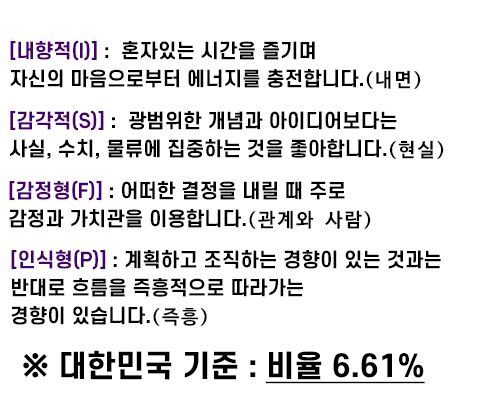 [내향적(I)] : 혼자있는 시간을 즐기며
자신의 마음으로부터 에너지를 충전합니다.(내면)
[감각적(S)] : 광범위한 개념과 아이디어보다는
사실, 수치, 물류에 집중하는 것을 좋아합니다.(현실)
[감정형(F)] : 어떠한 결정을 내릴 때 주로
감정과 가치관을 이용합니다.(관계와 사람)
[인식형(P)] : 계획하고 조직하는 경향이 있는 것과는
반대로 흐름을 즉흥적으로 따라가는
경향이 있습니다.(즉흥)
※ 대한민국 기준 : 비율 6.61%